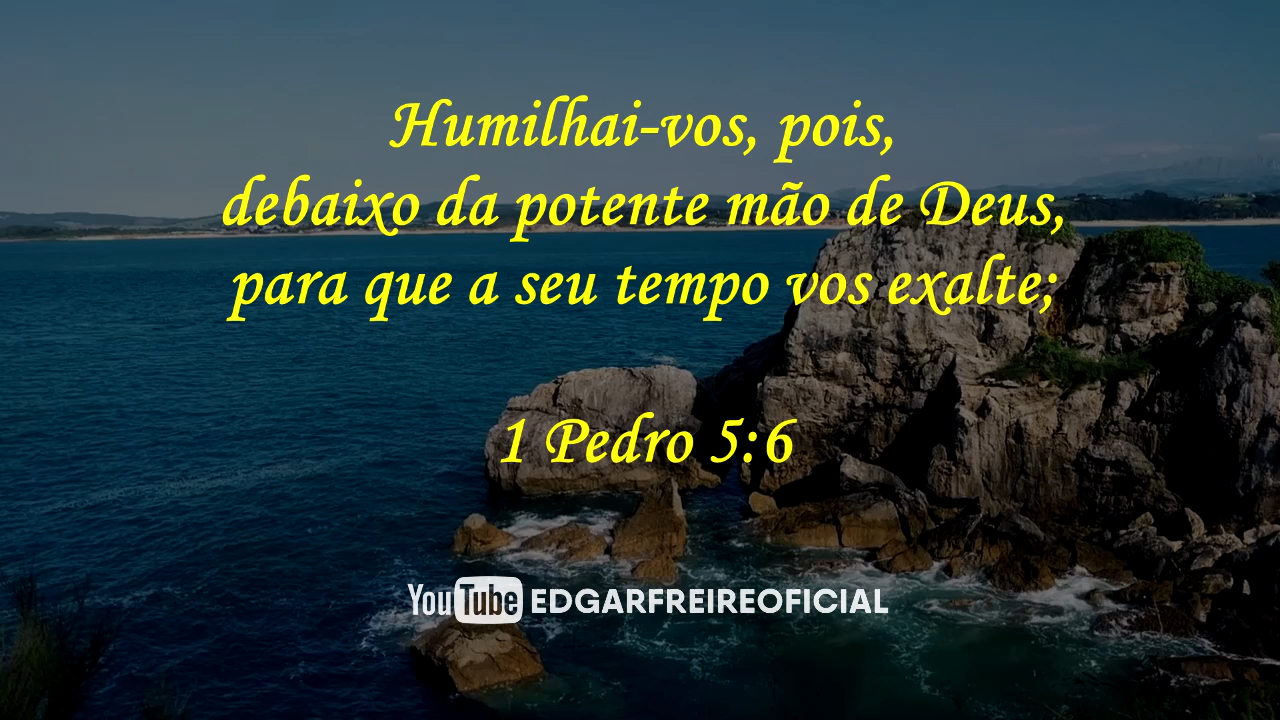 Humilhai-vos, pois,
debaixo da potente mão de Deus,
para que a seu tempo vos exalte;
1 Pedro 5:6
YouTube EDGARFREIREOFICIAL